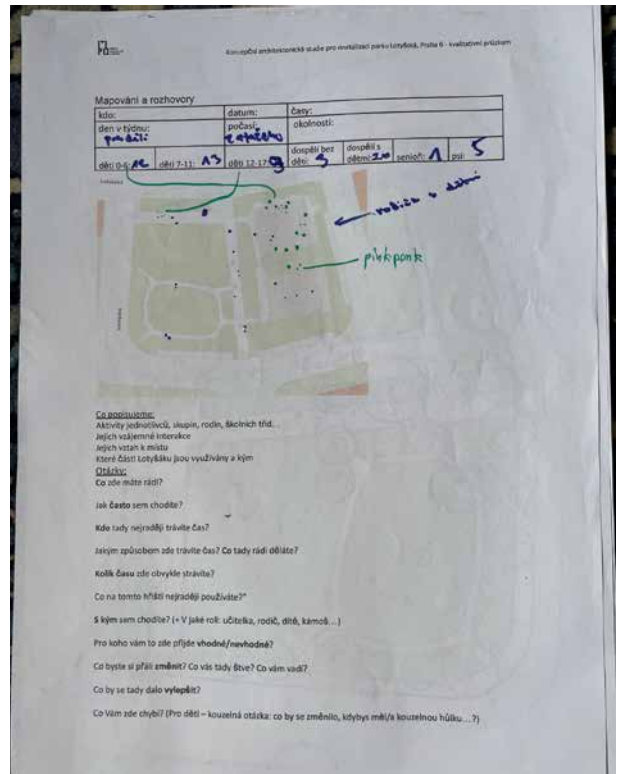 Koncepční architektonická studie pro revitalizaci parku Lotyšská, Praha 6 - kvalitativní průzkum
Mapování a rozhovory
kdo:
datum:
časy:
den v týdnu:
pondělí
počasí:
zataženo
okolnosti:
děti 0-6: 12
děti 7-11: 13
děti 12-17:
dospělí bez dětí: 3
dospělí s dětmi: 20
senioři: 1
psi: 5
rodiče s dětmi
pinkponk
Co popisujeme:
Aktivity jednotlivců, skupin, rodin, školních tříd...
Jejich vzájemné interakce
Jejich vztah k místu
Které části Lotyšáku jsou využívány a kým
Otázky:
Co zde máte rádi?
Jak často sem chodíte?
Kde tady nejraději trávíte čas?
Jakým způsobem zde trávíte čas? Co tady rádi děláte?
Kolik času zde obvykle strávíte?
Co na tomto hřišti nejraději používáte?"
S kým sem chodíte? (+ V jaké roli: učitelka, rodič, dítě, kámoš...)
Pro koho vám to zde přijde vhodné/nevhodné?
Co byste si přáli změnit? Co vás tady štve? Co vám vadí?
Co by se tady dalo vylepšit?
Co Vám zde chybí? (Pro děti – kouzelná otázka: co by se změnilo, kdybys měl/a kouzelnou hůlku...?)